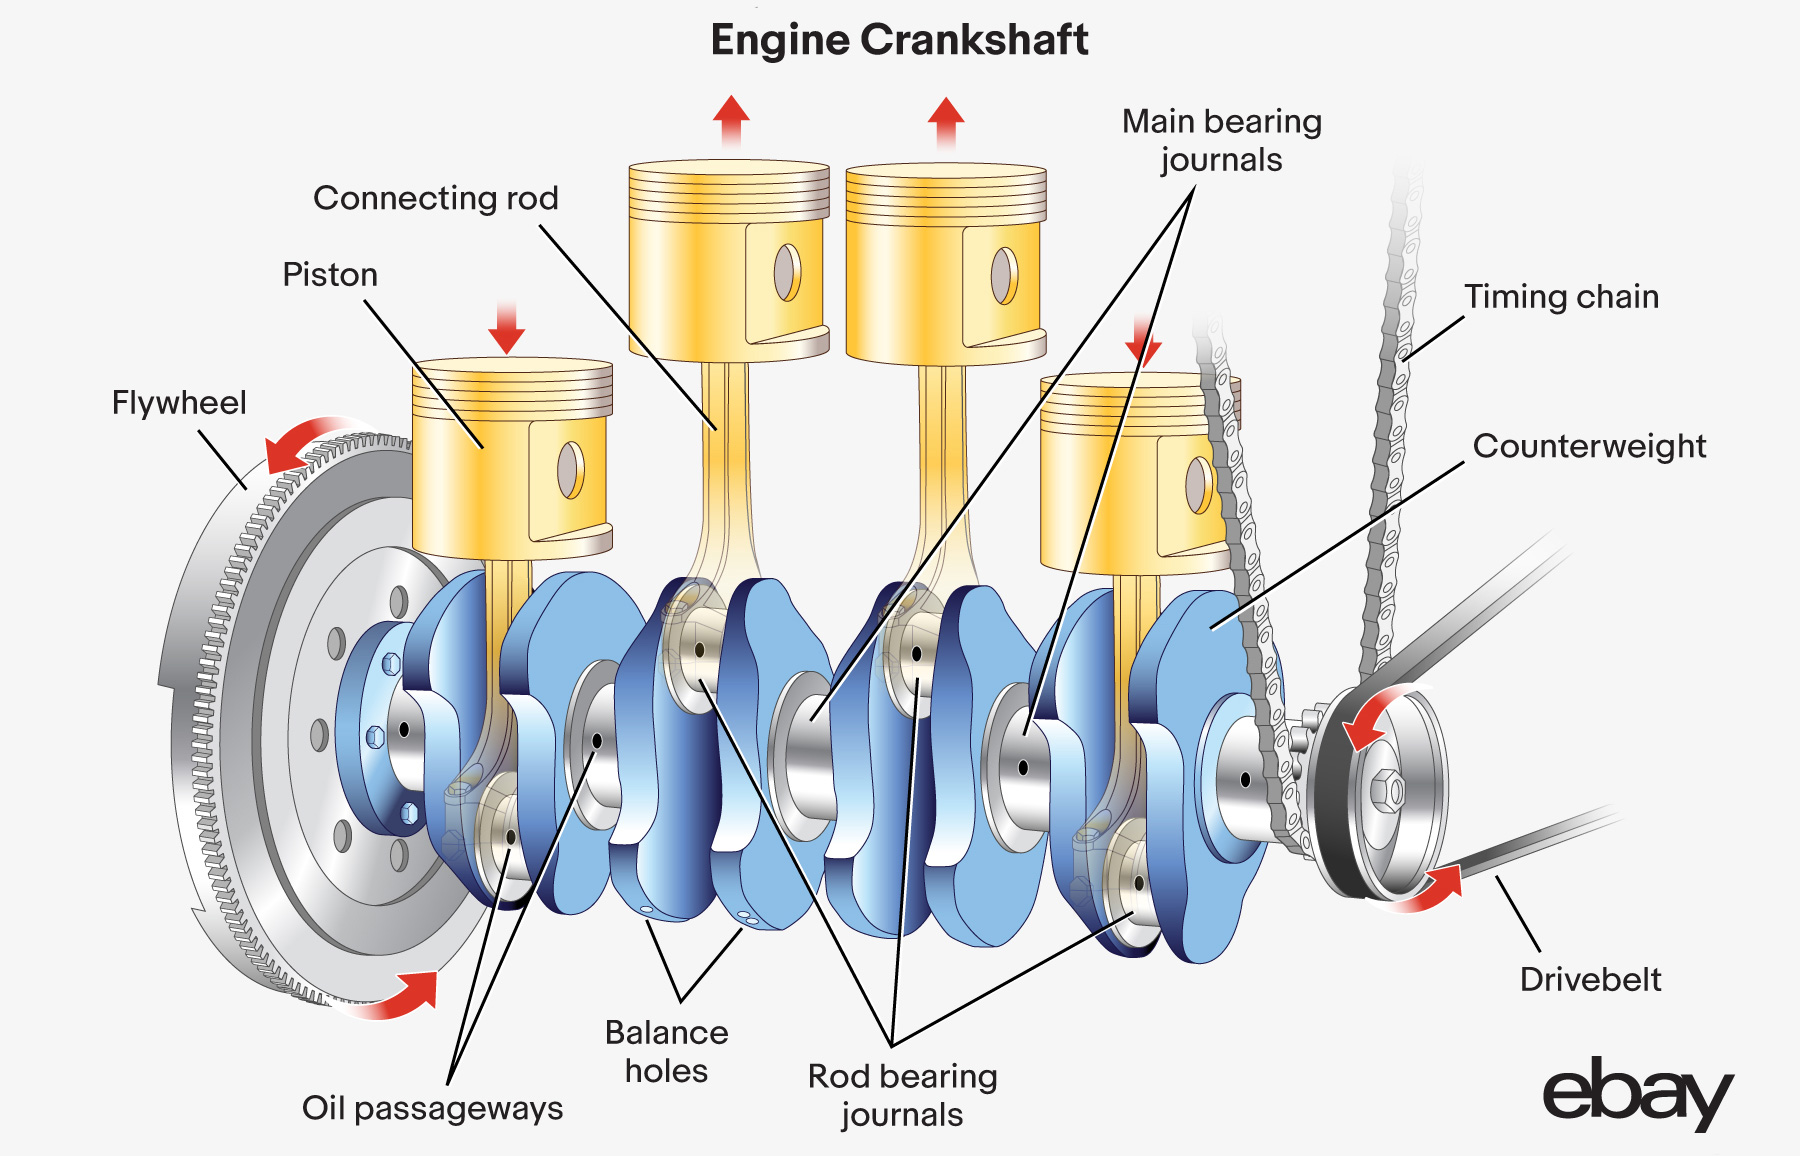 Engine Crankshaft
Main bearing
journals
Connecting rod
Piston
Timing chain
Flywheel
Counterweight
Drivebelt
Balance
holes
Rod bearing
journals
Oil passageways
ebay